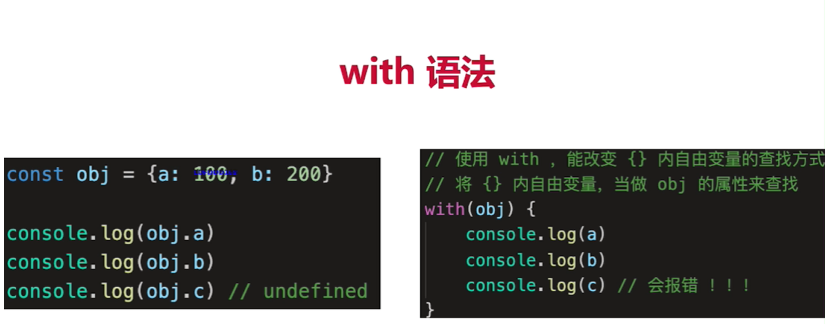 with 语法
const obj = {a: 100, b: 200}
console.log(obj.a)
console.log(obj.b)
console.log(obj.c) // undefined
// 使用 with ，能改变 {} 内自由变量的查找方式
// 将 {} 内自由变量，当做 obj 的属性来查找
with(obj) {
console.log(a)
console.log(b)
console.log(c) // 会报错 ！！！
}